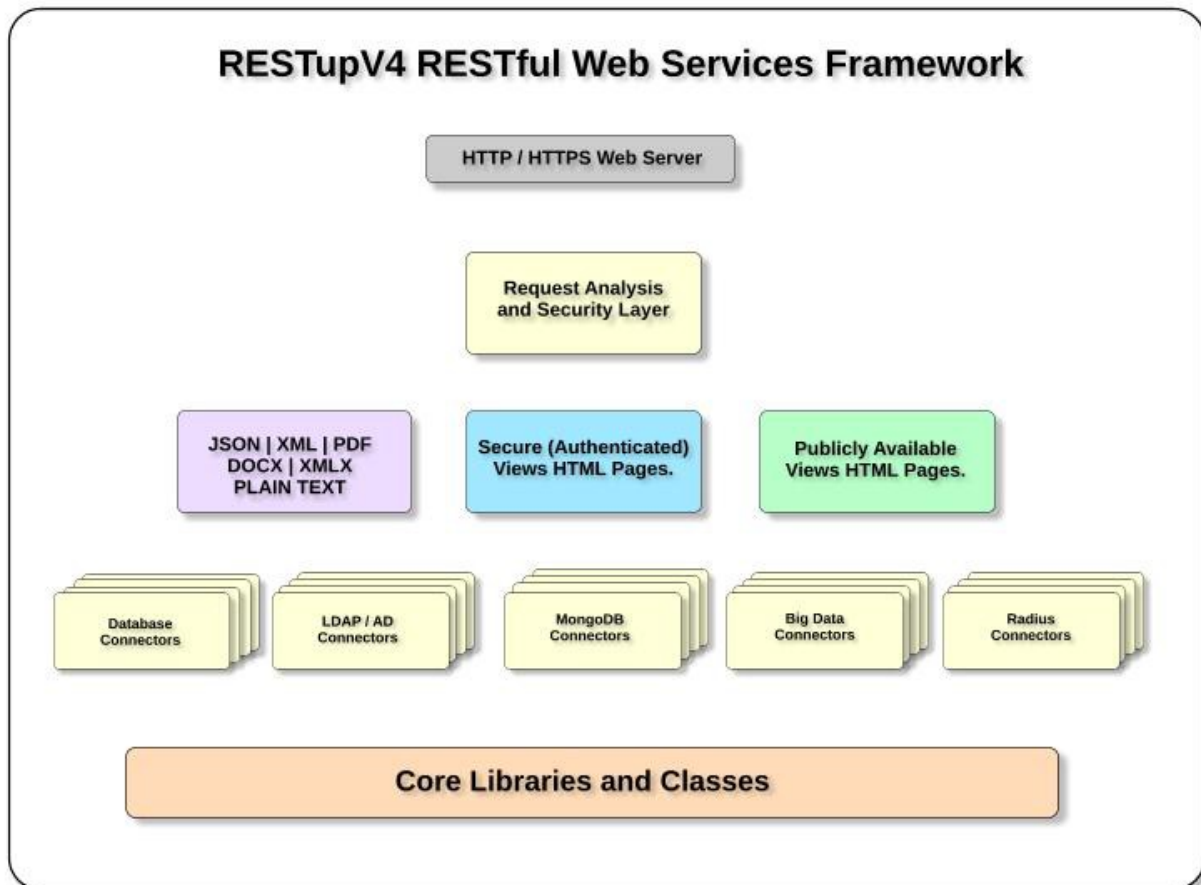 RESTupV4 RESTful Web Services Framework
HTTP / HTTPS Web Server
Request Analysis
and Security Layer
JSON | XML | PDF
DOCX | XMLX
PLAIN TEXT
Secure (Authenticated)
Views HTML Pages.
Publicly Available
Views HTML Pages.
Database
Connectors
LDAP / AD
Connectors
MongoDB
Connectors
Big Data
Connectors
Radius
Connectors
Core Libraries and Classes